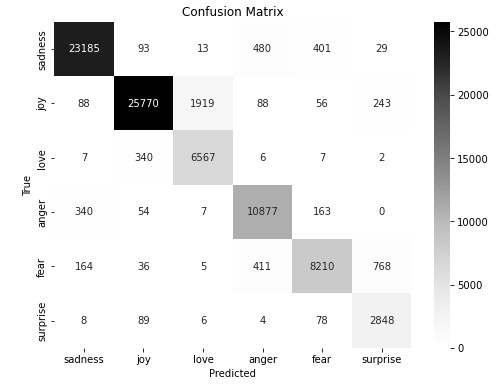 Confusion Matrix
sadness 23185 93 13 480 401 29
joy 88 25770 1919 88 56 243
love 7 340 6567 6 7 2
anger 340 54 7 10877 163 0
fear 164 36 5 411 8210 768
surprise 8 89 6 4 78 2848
True
sadness joy love anger fear surprise
Predicted
25000
20000
15000
10000
5000
0